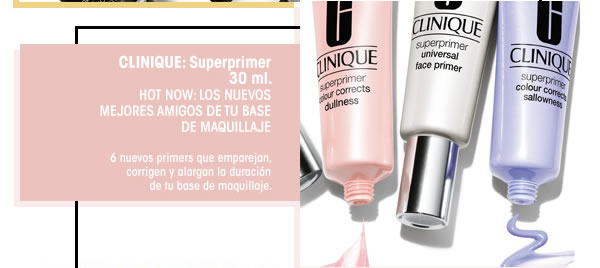 CLINIQUE: Superprimer
30 ml.
HOT NOW: LOS NUEVOS
MEJORES AMIGOS DE TU BASE
DE MAQUILLAJE
6 nuevos primers que emparejan,
corrigen y alargan la duración
de tu base de maquillaje.
CLINIQUE
superprimer
colour corrects
dullness
CLINIQUE
superprimer
universal
face primer
CLINIQUE
superprimer
colour corrects
sallowness